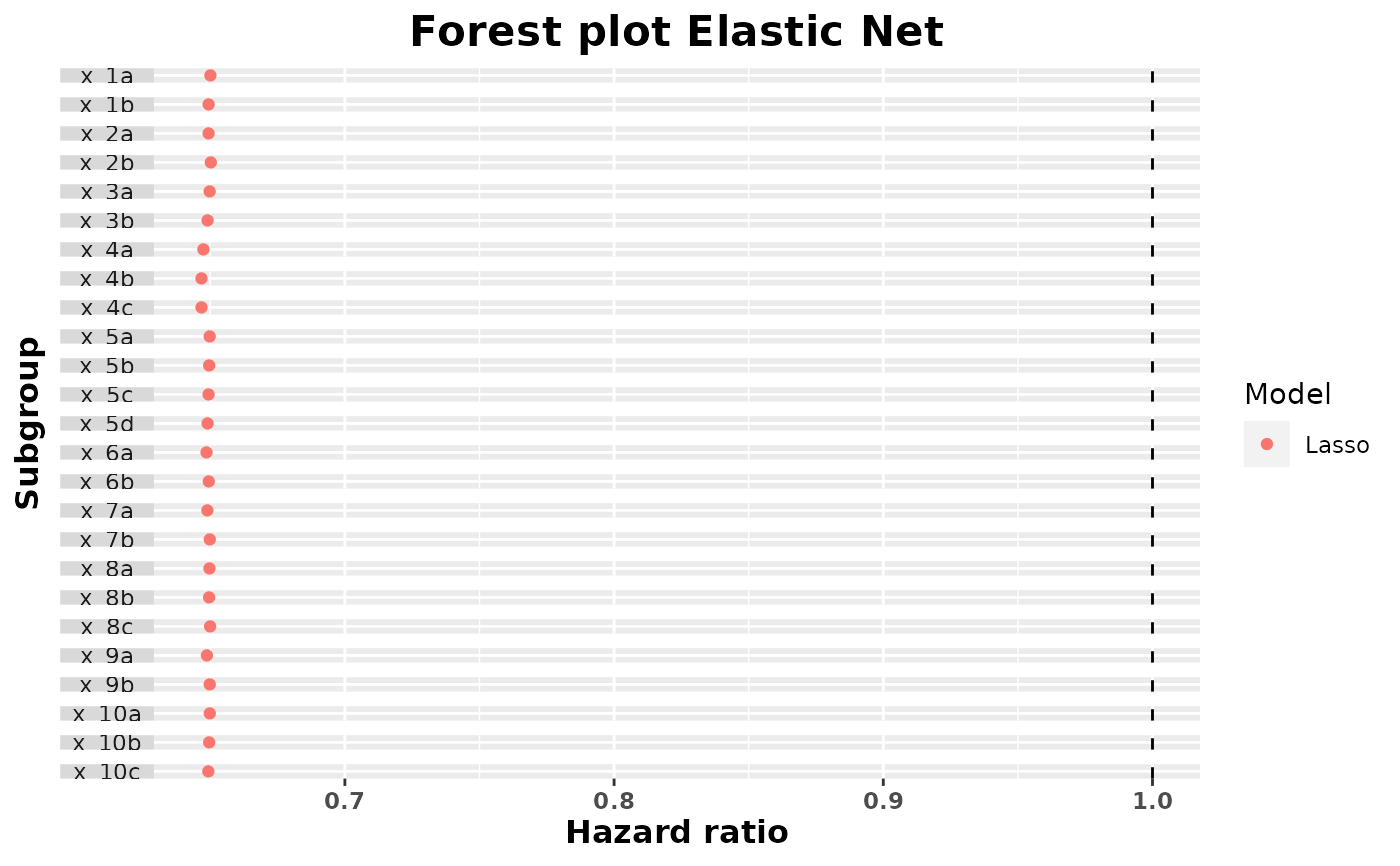 Forest plot Elastic Net
Subgroup
x 1a
x 1b
x 2a
x 2b
x 3a
x 3b
x 4a
x 4b
x 4c
x 5a
x 5b
x 5c
x 5d
x 6a
x 6b
x 7a
x 7b
x 8a
x 8b
x 8c
x 9a
x 9b
x 10a
x 10b
x 10c
0.7 0.8 0.9 1.0
Hazard ratio
Model
Lasso